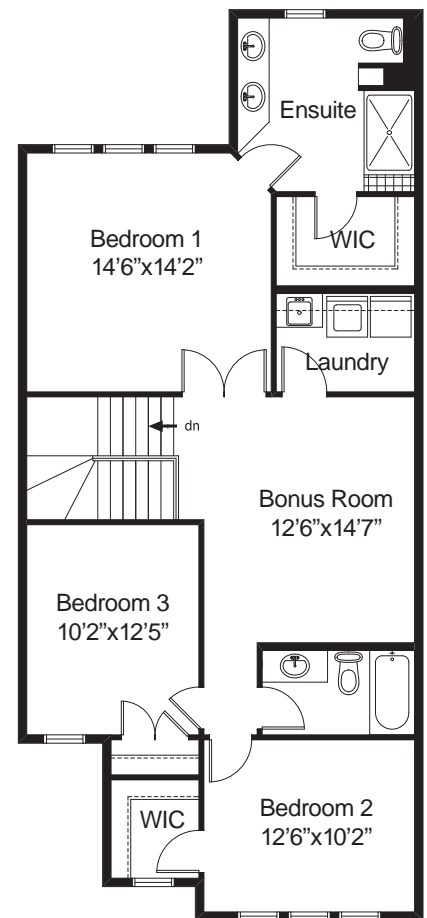 Ensuite
Bedroom 1
14’6”x14’2”
WIC
Laundry
dn
Bonus Room
12’6”x14’7”
Bedroom 3
10’2”x12’5”
WIC
Bedroom 2
12’6”x10’2”